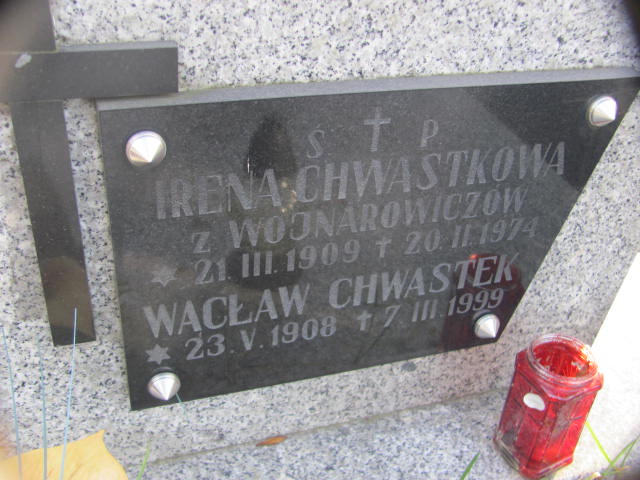 S † P
IRENA CHWASTKOWA
Z WOJNAROWICZÓW
* 21.III.1909 † 20.II.1974
WACŁAW CHWASTEK
* 23.V.1908 † 7 III.1999